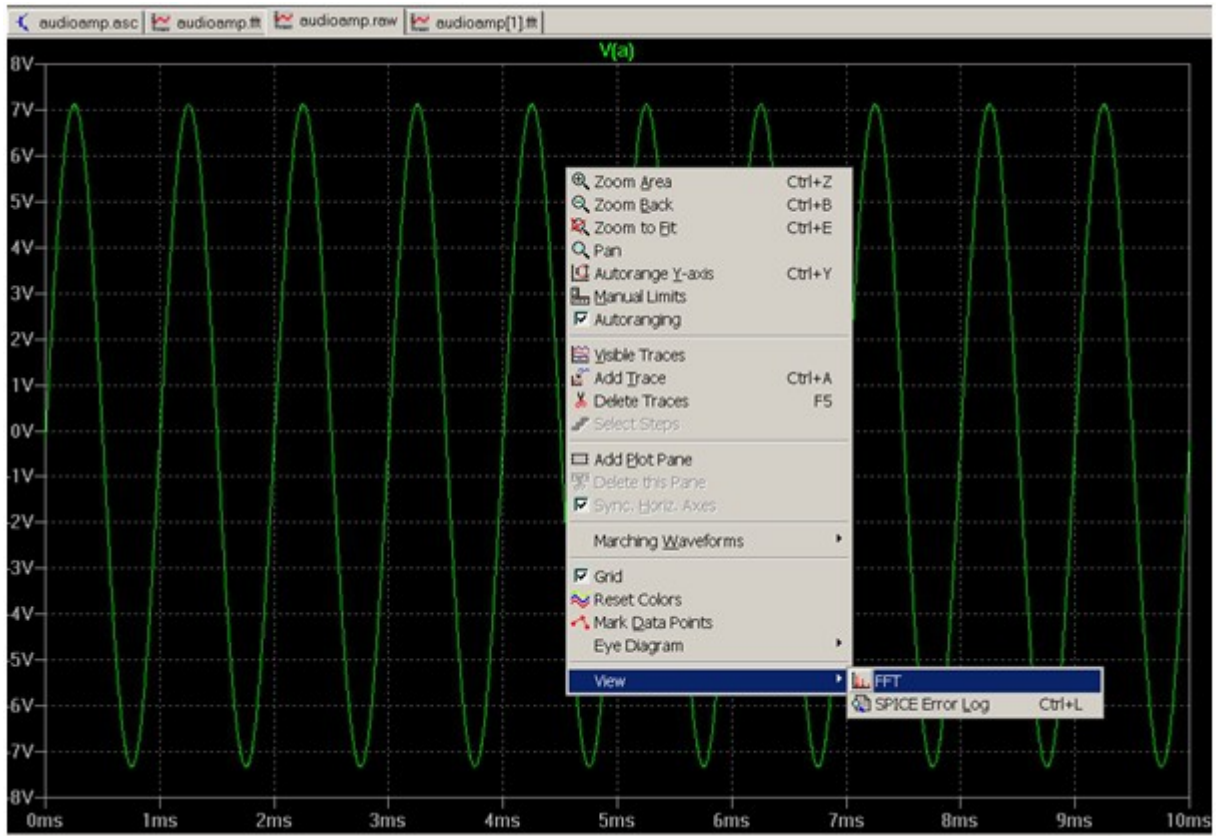 audioamp.asc audioamp.fft audioamp.raw audioamp[1].fft
V(a)
8V
7V
6V
5V
4V
3V
2V
1V
0V
-1V
-2V
-3V
-4V
-5V
-6V
-7V
-8V
Zoom Area Ctrl+Z
Zoom Back Ctrl+B
Zoom to Fit Ctrl+E
Pan
Autorange Y-axis Ctrl+Y
Manual Limits
Autoranging
Visible Traces
Add Trace Ctrl+A
Delete Traces F5
Select Steps
Add Plot Pane
Delete this Pane
Sync. Horiz. Axes
Marching Waveforms
Grid
Reset Colors
Mark Data Points
Eye Diagram
View
FFT
SPICE Error Log Ctrl+L
0ms 1ms 2ms 3ms 4ms 5ms 6ms 7ms 8ms 9ms 10ms